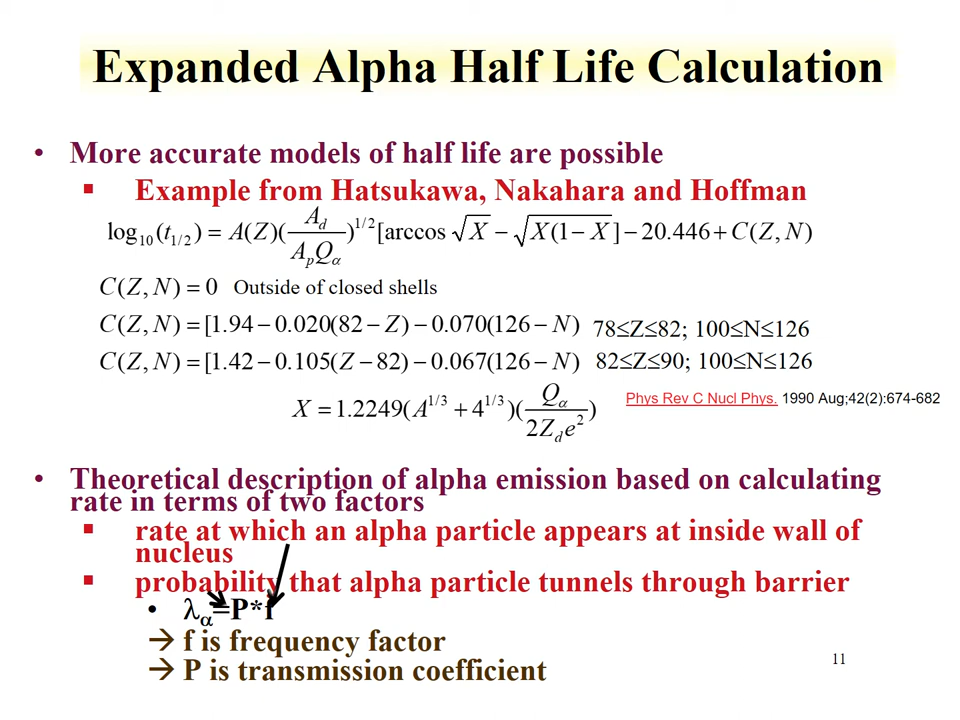 Expanded Alpha Half Life Calculation
• More accurate models of half life are possible
▪ Example from Hatsukawa, Nakahara and Hoffman
log₁₀(t₁/₂) = A(Z)(A_d / A_pQ_α)^1/2 [arccos √X − √X(1 − X)] − 20.446 + C(Z, N)
C(Z, N) = 0 Outside of closed shells
C(Z, N) = [1.94 − 0.020(82 − Z) − 0.070(126 − N) 78≤Z≤82; 100≤N≤126
C(Z, N) = [1.42 − 0.105(Z − 82) − 0.067(126 − N) 82≤Z≤90; 100≤N≤126
X = 1.2249(A^1/3 + 4^1/3)(Q_α / 2Z_d e²)
Phys Rev C Nucl Phys. 1990 Aug;42(2):674-682
• Theoretical description of alpha emission based on calculating
rate in terms of two factors
▪ rate at which an alpha particle appears at inside wall of
nucleus
▪ probability that alpha particle tunnels through barrier
• λ_α=P*f
→ f is frequency factor
→ P is transmission coefficient
11